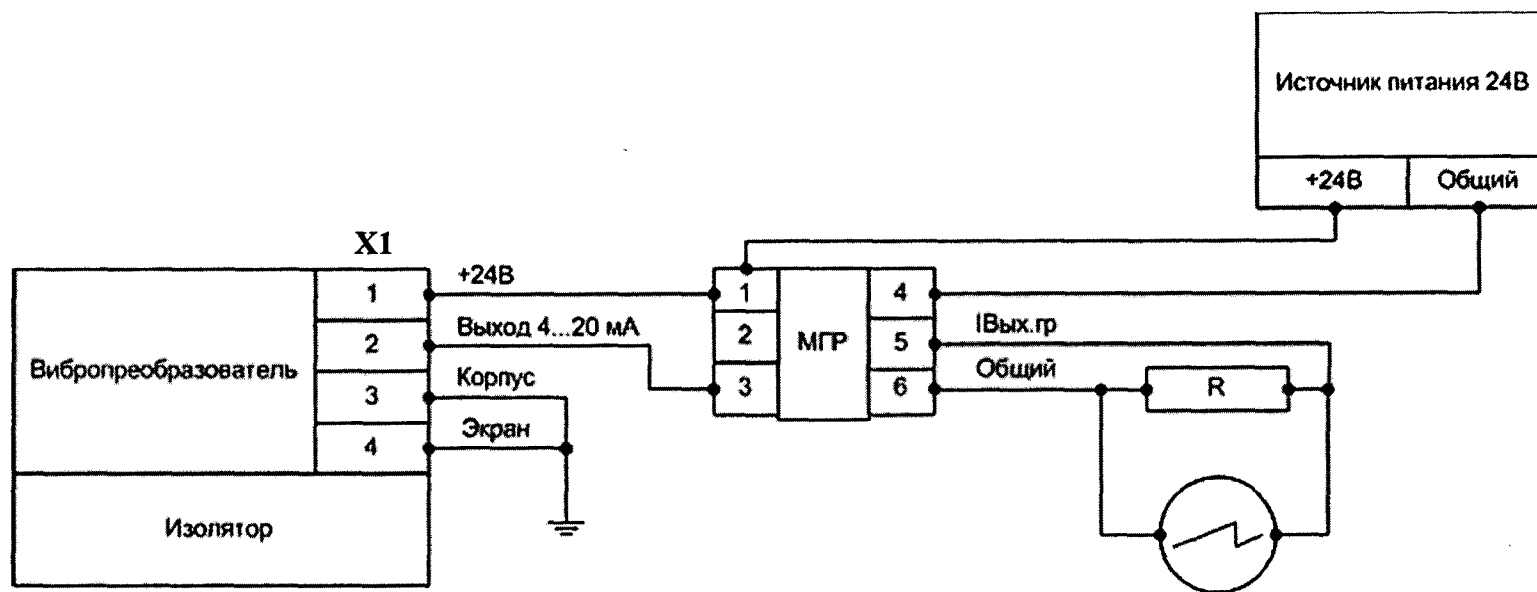 Источник питания 24В
+24В
Общий
X1
Вибропреобразователь
1
2
3
4
+24В
Выход 4...20 мА
Корпус
Экран
Изолятор
1
2
3
МГР
4
5
6
IВых.гр
Общий
R